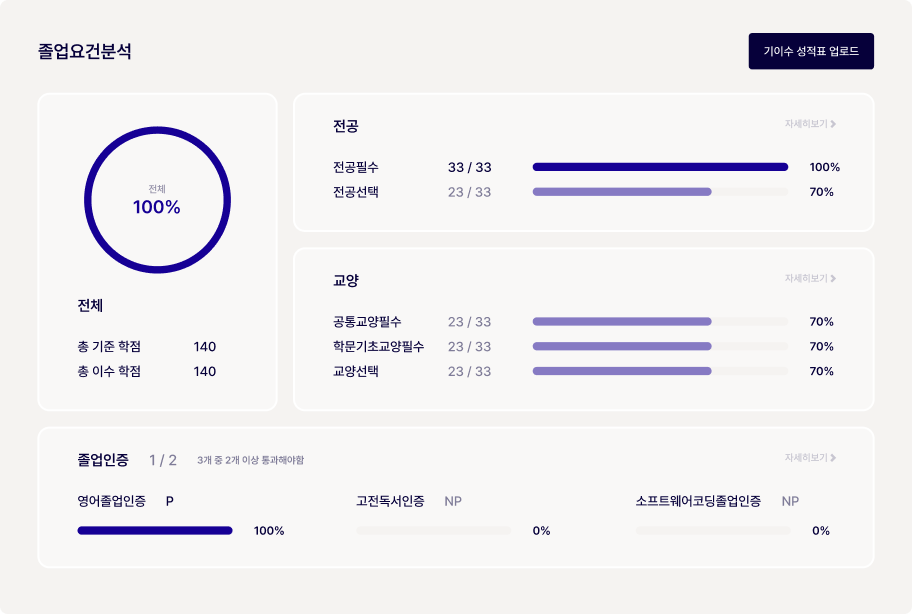 졸업요건분석
기이수 성적표 업로드
전체
100%
전체
총 기준 학점 140
총 이수 학점 140
전공
자세히보기
전공필수 33 / 33 100%
전공선택 23 / 33 70%
교양
자세히보기
공통교양필수 23 / 33 70%
학문기초교양필수 23 / 33 70%
교양선택 23 / 33 70%
졸업인증 1 / 2 3개 중 2개 이상 통과해야함
자세히보기
영어졸업인증 P
100%
고전독서인증 NP
0%
소프트웨어코딩졸업인증 NP
0%